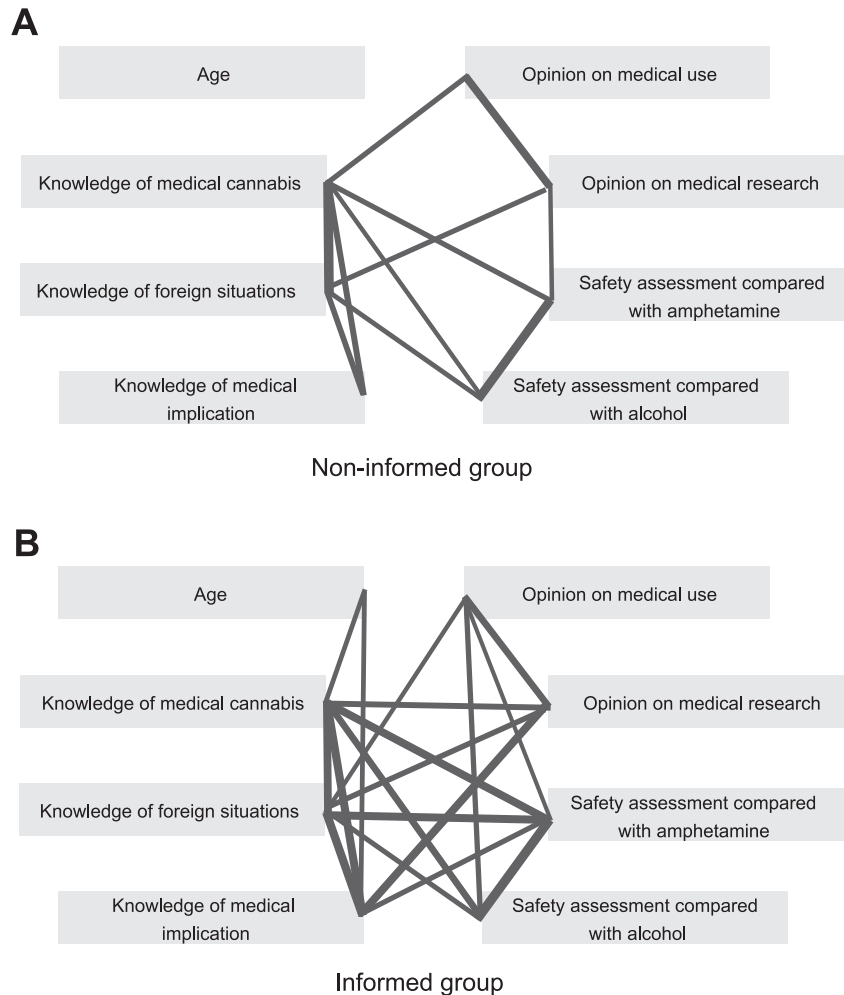 A
Age
Opinion on medical use
Knowledge of medical cannabis
Opinion on medical research
Knowledge of foreign situations
Safety assessment compared
with amphetamine
Knowledge of medical
implication
Safety assessment compared
with alcohol
Non-informed group
B
Age
Opinion on medical use
Knowledge of medical cannabis
Opinion on medical research
Knowledge of foreign situations
Safety assessment compared
with amphetamine
Knowledge of medical
implication
Safety assessment compared
with alcohol
Informed group